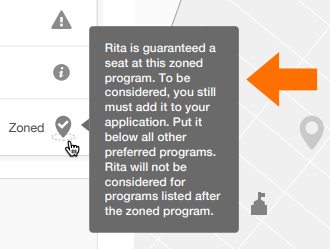 Rita is guaranteed a
seat at this zoned
program. To be
considered, you still
must add it to your
application. Put it
below all other
preferred programs.
Rita will not be
considered for
programs listed after
the zoned program.
Zoned